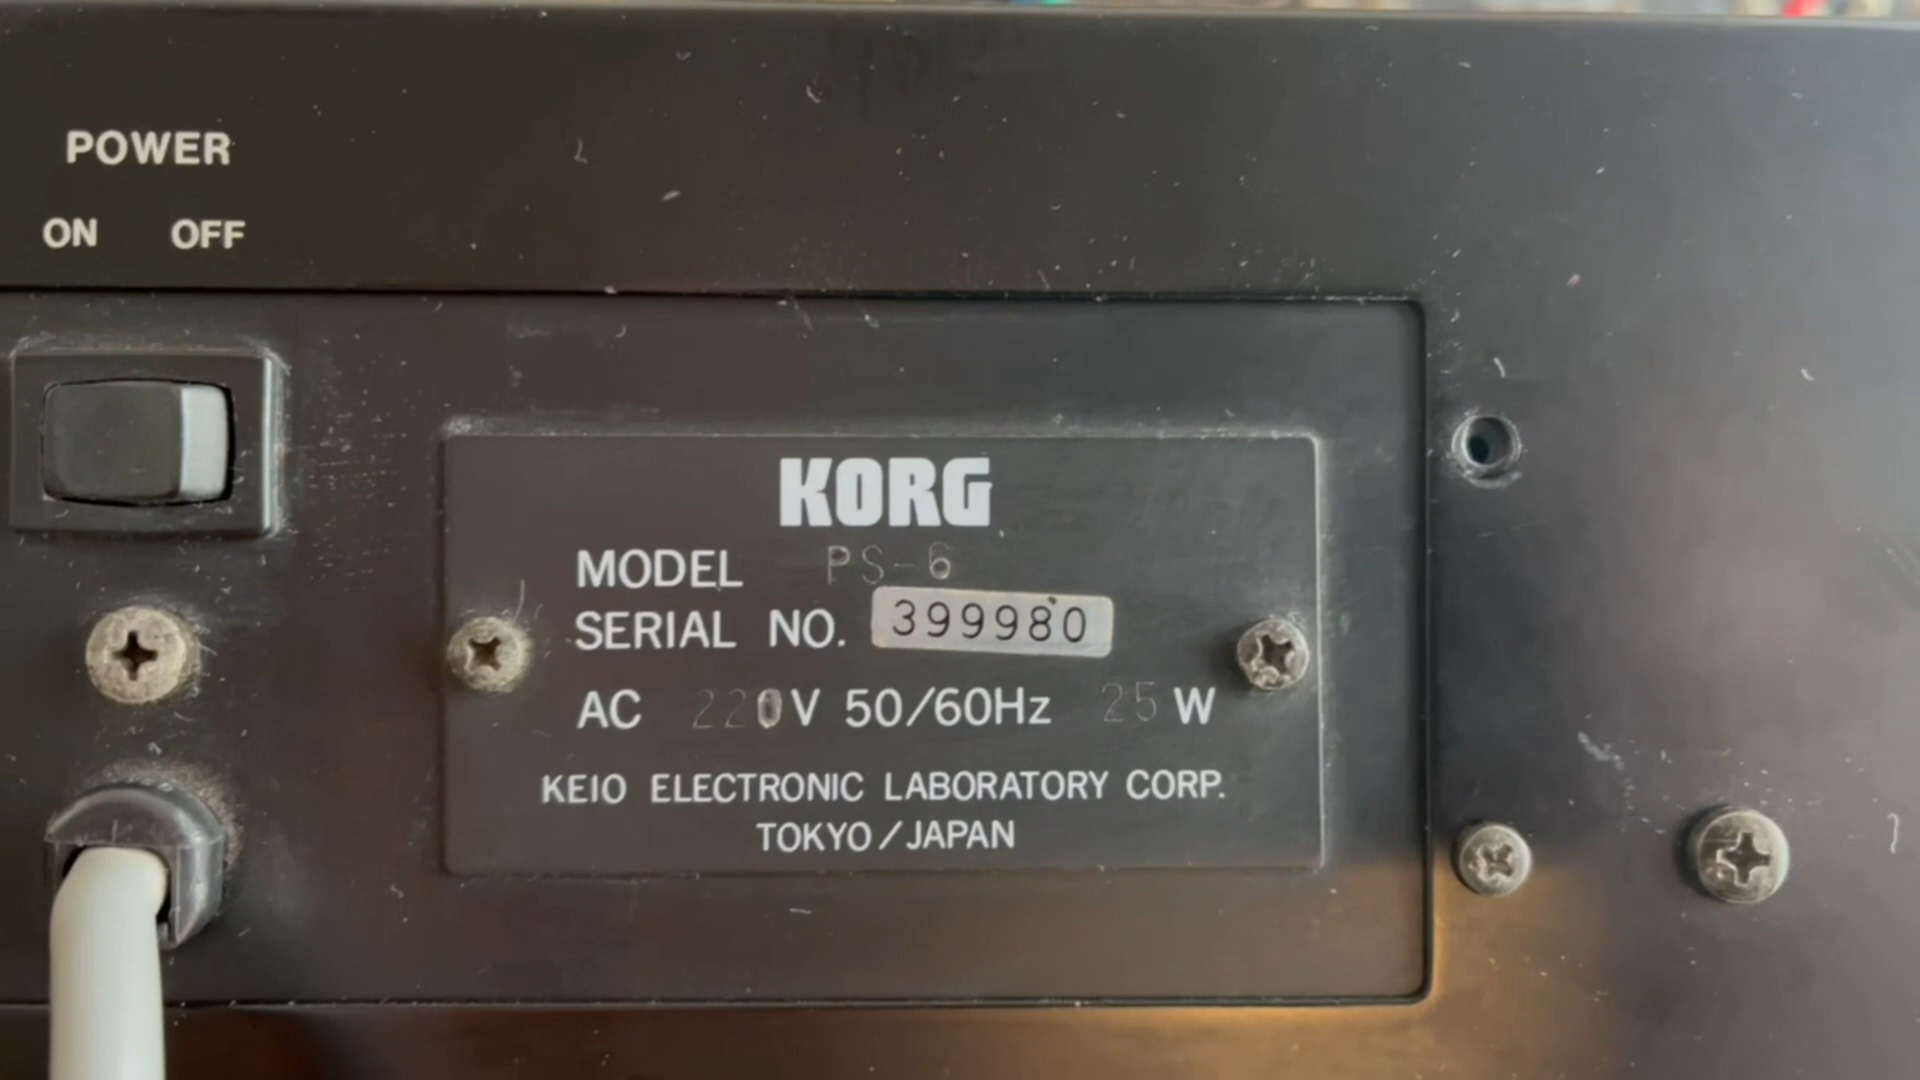 POWER
ON OFF
KORG
MODEL PS-6
SERIAL NO. 399980
AC 220V 50/60Hz 25 W
KEIO ELECTRONIC LABORATORY CORP.
TOKYO/JAPAN